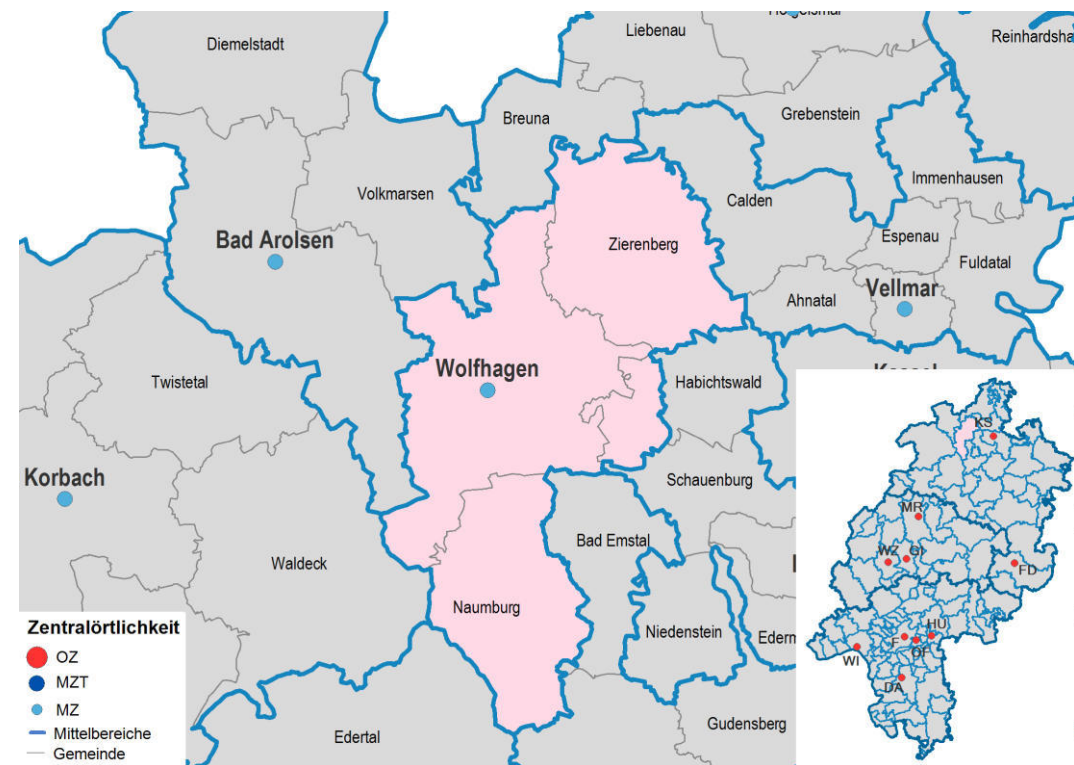 Diemelstadt
Liebenau
Reinhardsha
Breuna
Grebenstein
Volkmarsen
Calden
Immenhausen
Bad Arolsen
Zierenberg
Espenau
Fuldatal
Ahnatal
Vellmar
Twistetal
Wolfhagen
Habichtswald
Korbach
Schauenburg
Waldeck
Bad Emstal
Naumburg
Niedenstein
Ederm
Edertal
Gudensberg
Zentralörtlichkeit
OZ
MZT
MZ
Mittelbereiche
Gemeinde
KS
MR
WZ
GI
FD
HU
F
OF
WI
DA